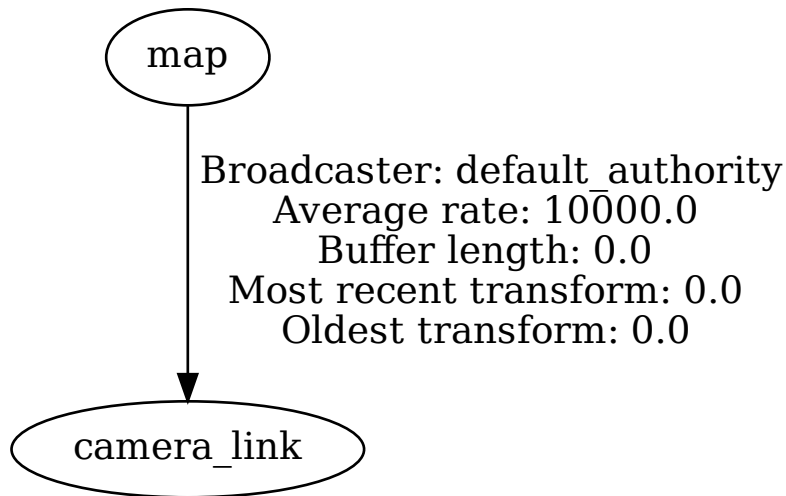 map
Broadcaster: default_authority
Average rate: 10000.0
Buffer length: 0.0
Most recent transform: 0.0
Oldest transform: 0.0
camera_link